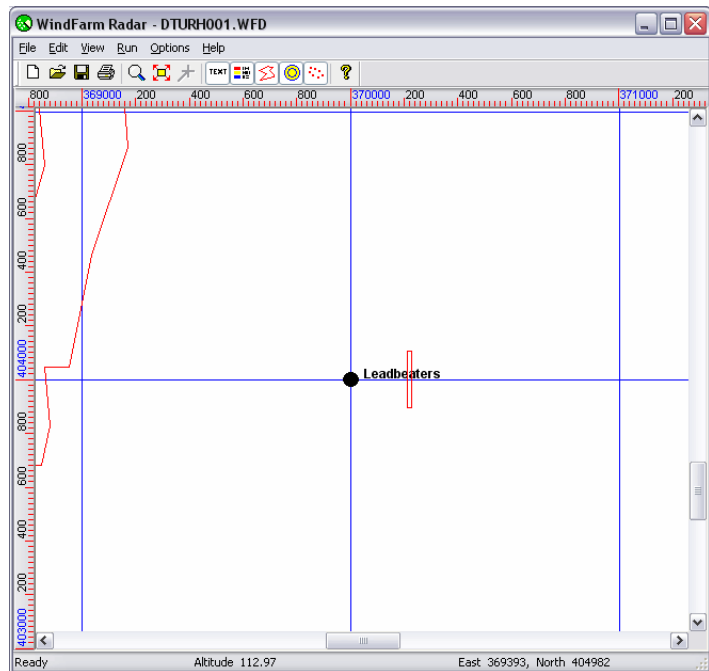 WindFarm Radar - DTURH001.WFD
File Edit View Run Options Help
TEXT
800 369000 200 400 600 800 370000 200 400 600 800 371000 200
800
600
400
200
404000
800
600
400
200
403000
Leadbeaters
Ready Altitude 112.97 East 369393, North 404982